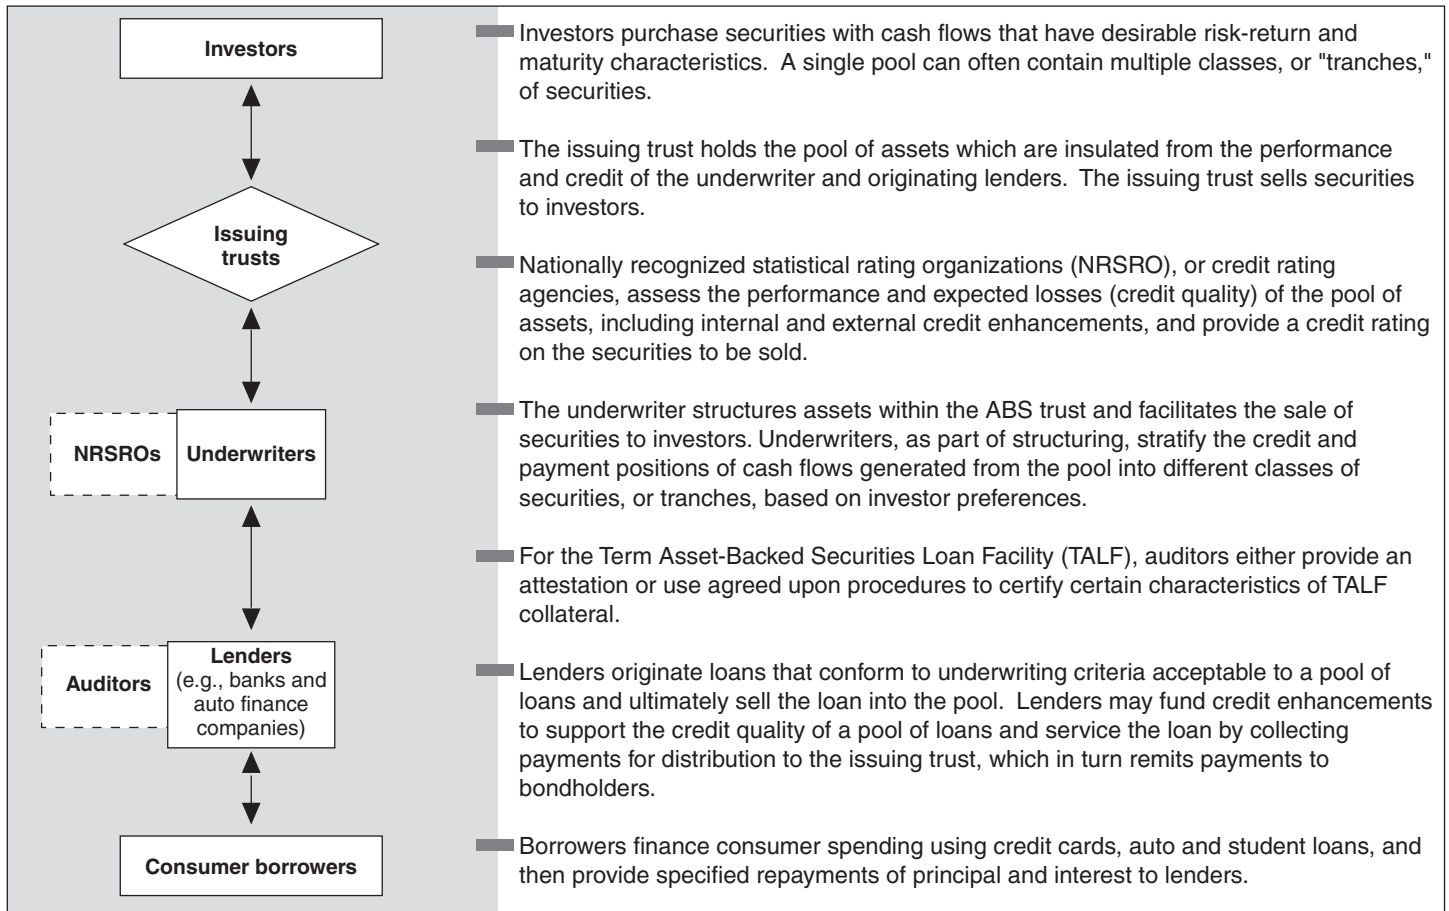 Investors
Investors purchase securities with cash flows that have desirable risk-return and
maturity characteristics. A single pool can often contain multiple classes, or "tranches,"
of securities.
Issuing
trusts
The issuing trust holds the pool of assets which are insulated from the performance
and credit of the underwriter and originating lenders. The issuing trust sells securities
to investors.
Nationally recognized statistical rating organizations (NRSRO), or credit rating
agencies, assess the performance and expected losses (credit quality) of the pool of
assets, including internal and external credit enhancements, and provide a credit rating
on the securities to be sold.
NRSROs
Underwriters
The underwriter structures assets within the ABS trust and facilitates the sale of
securities to investors. Underwriters, as part of structuring, stratify the credit and
payment positions of cash flows generated from the pool into different classes of
securities, or tranches, based on investor preferences.
For the Term Asset-Backed Securities Loan Facility (TALF), auditors either provide an
attestation or use agreed upon procedures to certify certain characteristics of TALF
collateral.
Auditors
Lenders
(e.g., banks and
auto finance
companies)
Lenders originate loans that conform to underwriting criteria acceptable to a pool of
loans and ultimately sell the loan into the pool. Lenders may fund credit enhancements
to support the credit quality of a pool of loans and service the loan by collecting
payments for distribution to the issuing trust, which in turn remits payments to
bondholders.
Consumer borrowers
Borrowers finance consumer spending using credit cards, auto and student loans, and
then provide specified repayments of principal and interest to lenders.